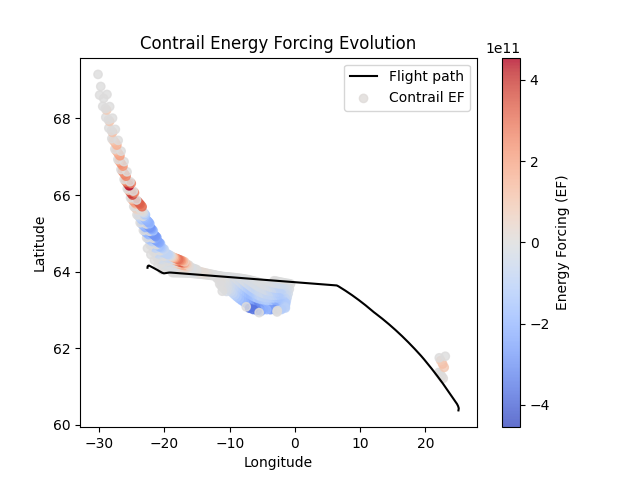 Contrail Energy Forcing Evolution
1e11
Flight path
Contrail EF
68
66
64
62
60
Latitude
−30
−20
−10
0
10
20
Longitude
4
2
0
−2
−4
Energy Forcing (EF)